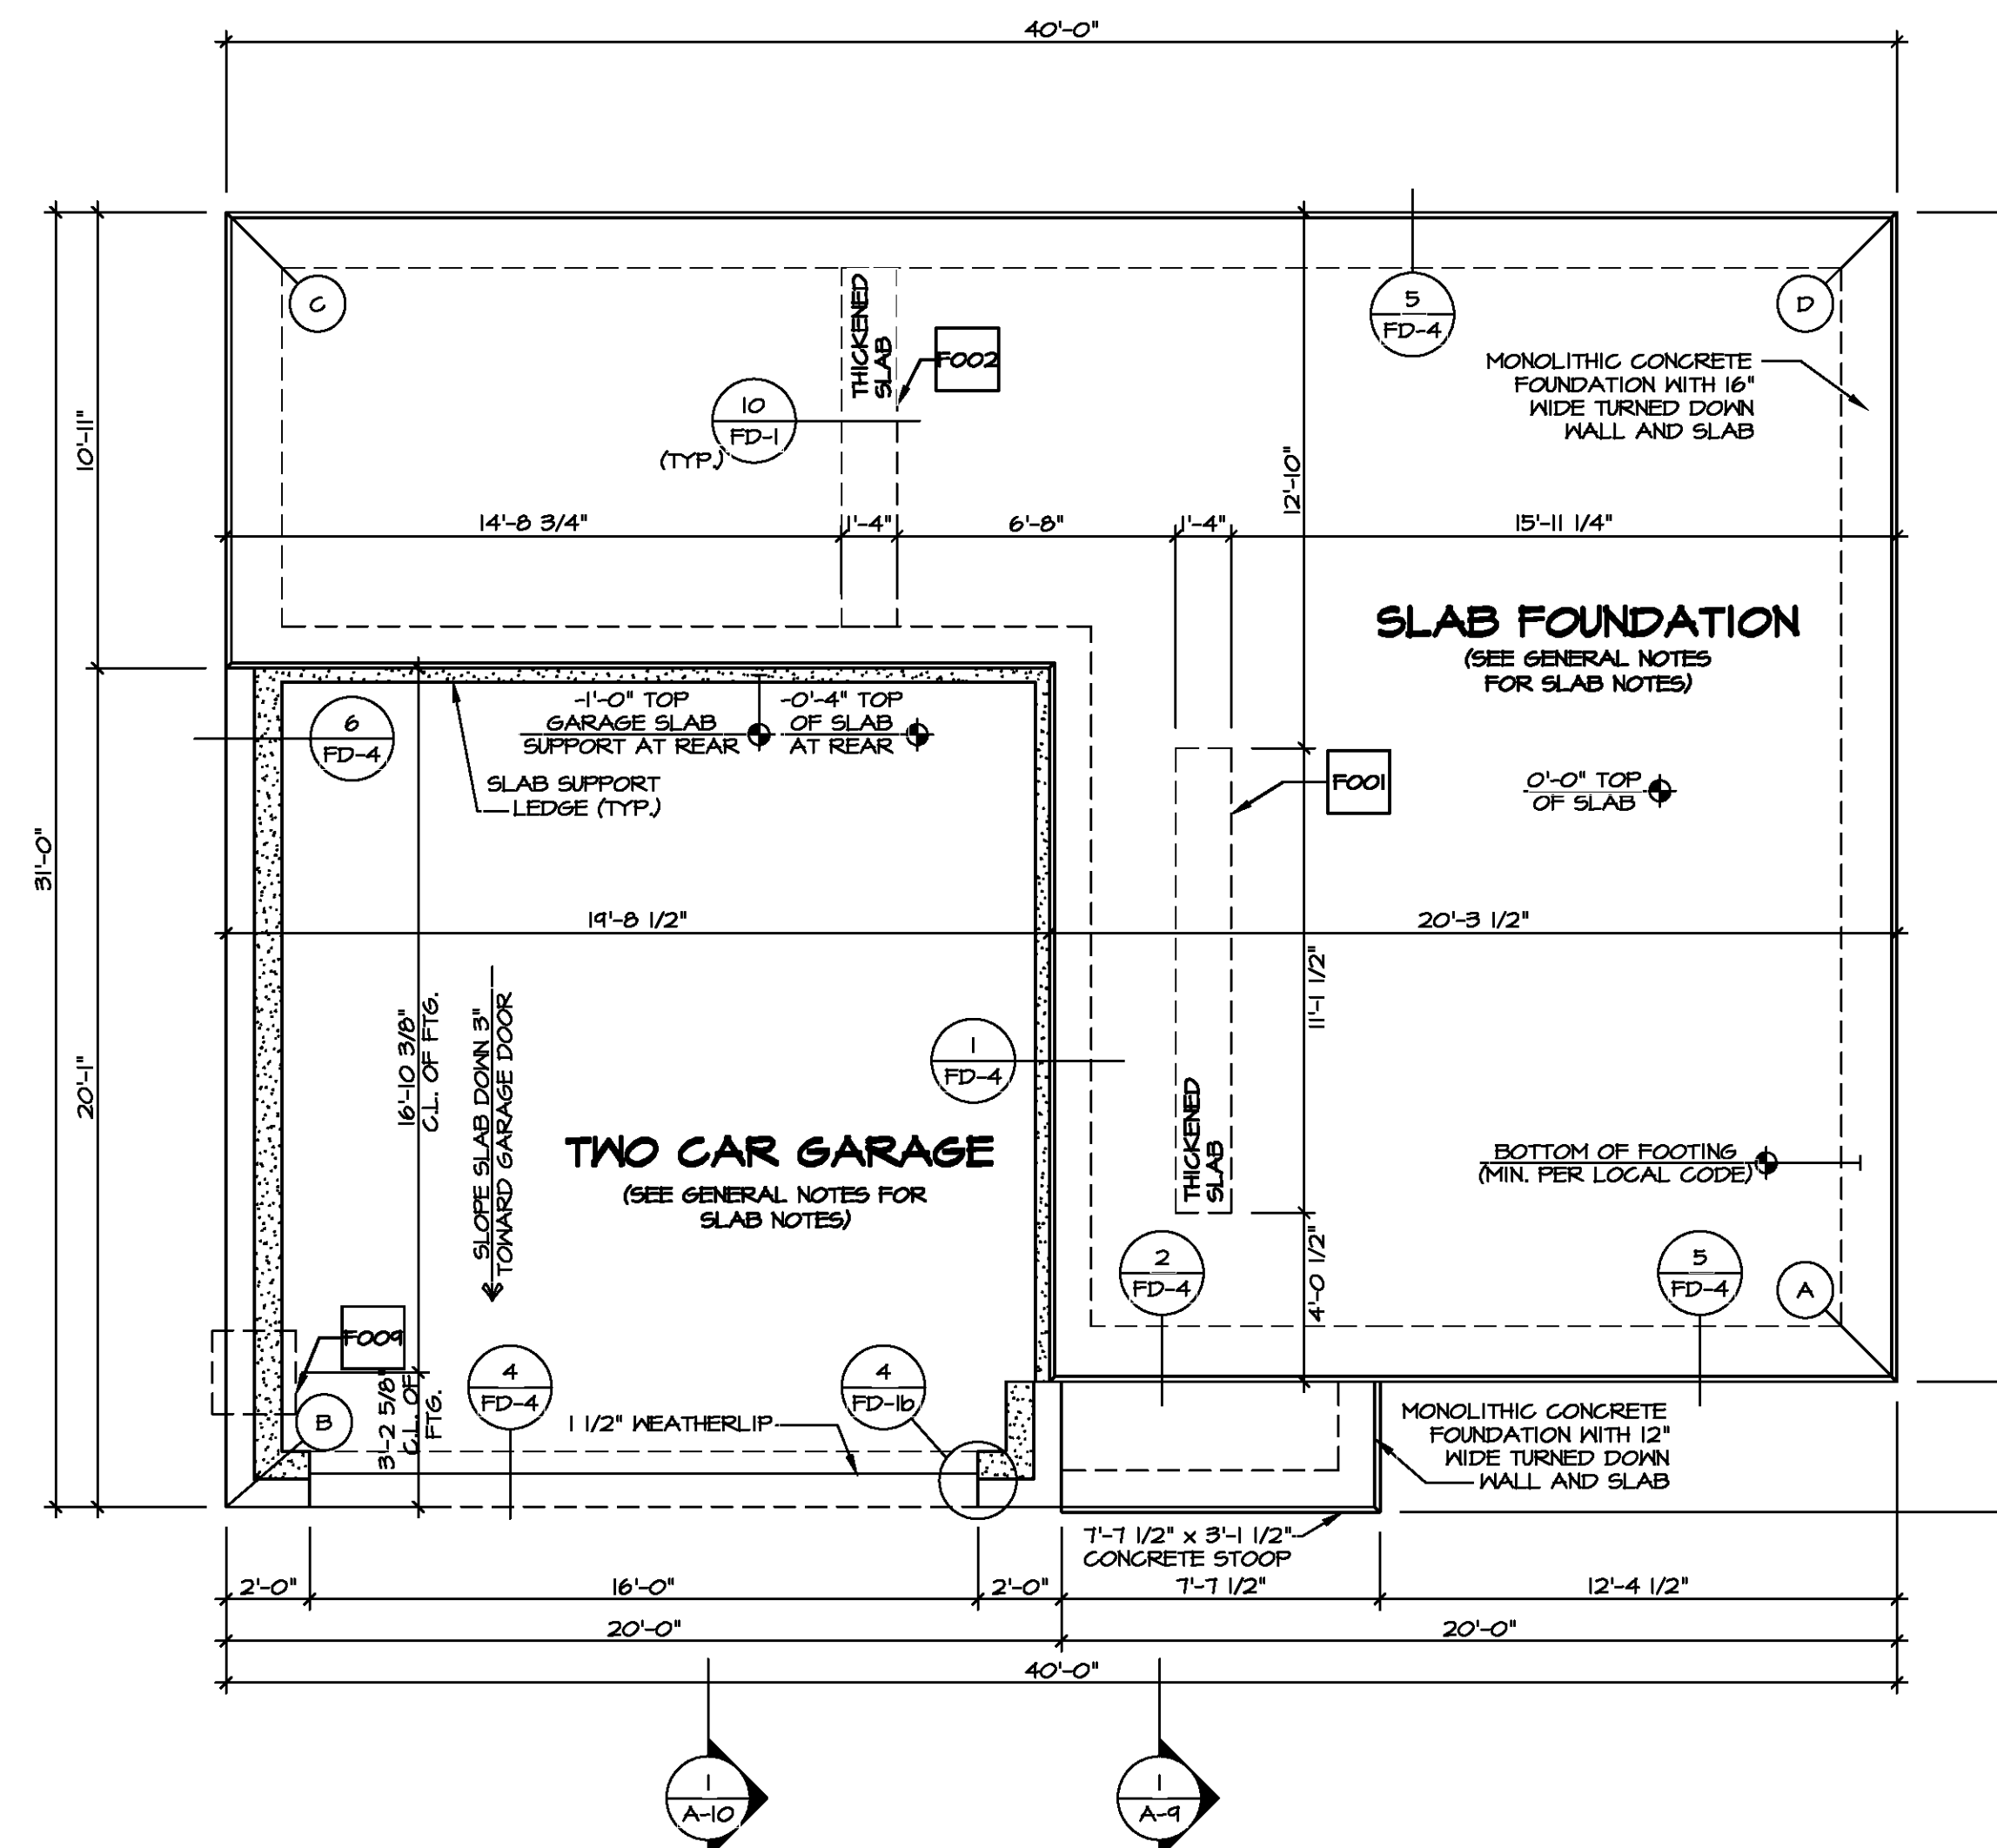 40'-0"
C
THICKENED
SLAB
F002
10
FD-1
(TYP.)
5
FD-4
D
MONOLITHIC CONCRETE
FOUNDATION WITH 16"
WIDE TURNED DOWN
WALL AND SLAB
10'-11"
12'-10"
14'-8 3/4"
1'-4"
6'-8"
1'-4"
15'-11 1/4"
SLAB FOUNDATION
(SEE GENERAL NOTES
FOR SLAB NOTES)
6
FD-4
-1'-0" TOP
GARAGE SLAB
SUPPORT AT REAR
-0'-4" TOP
OF SLAB
AT REAR
SLAB SUPPORT
LEDGE (TYP.)
F001
0'-0" TOP
OF SLAB
31'-0"
19'-8 1/2"
20'-3 1/2"
11'-1 1/2"
20'-1"
16'-10 3/8"
C.L. OF FTG.
SLOPE SLAB DOWN 3"
TOWARD GARAGE DOOR
1
FD-4
TWO CAR GARAGE
(SEE GENERAL NOTES FOR
SLAB NOTES)
THICKENED
SLAB
BOTTOM OF FOOTING
(MIN. PER LOCAL CODE)
2
FD-4
4'-0 1/2"
5
FD-4
A
F009
B
3'-2 5/8"
C.L. OF
FTG.
4
FD-4
4
FD-1b
1 1/2" WEATHERLIP
MONOLITHIC CONCRETE
FOUNDATION WITH 12"
WIDE TURNED DOWN
WALL AND SLAB
7'-7 1/2" x 3'-1 1/2"
CONCRETE STOOP
2'-0"
16'-0"
2'-0"
7'-7 1/2"
12'-4 1/2"
20'-0"
20'-0"
40'-0"
1
A-10
1
A-9